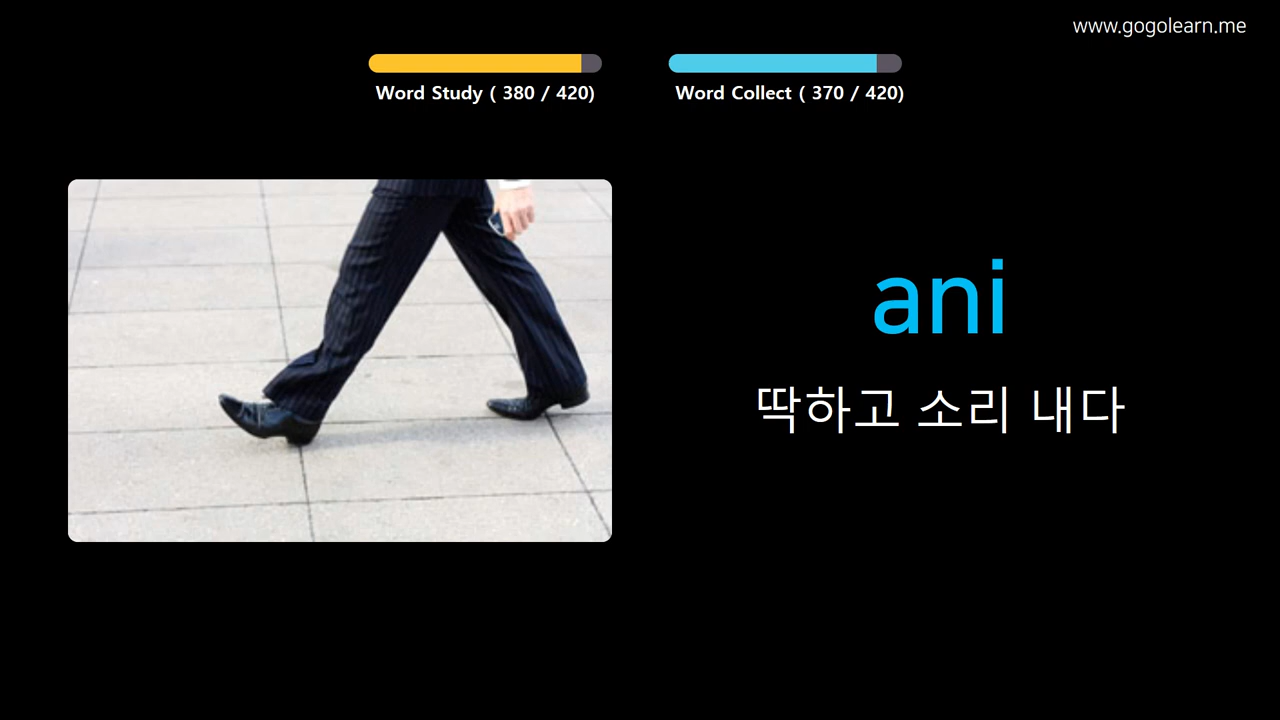 www.gogolearn.me
Word Study ( 380 / 420)
Word Collect ( 370 / 420)
ani
딱하고 소리 내다